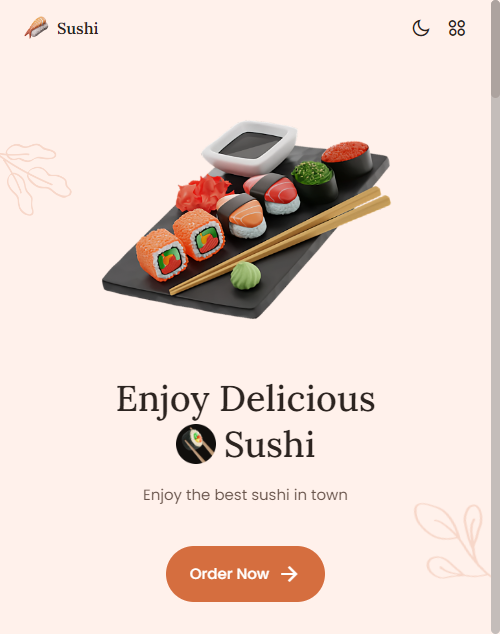 Sushi
Enjoy Delicious
Sushi
Enjoy the best sushi in town
Order Now